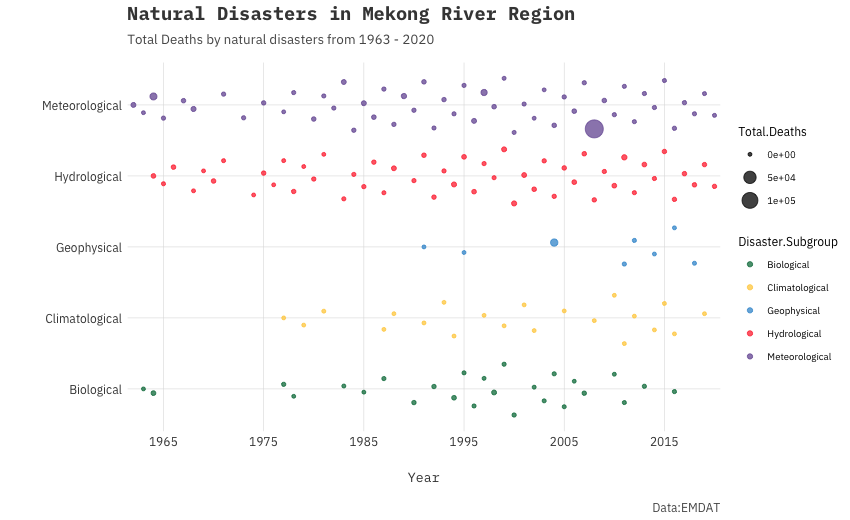 Natural Disasters in Mekong River Region
Total Deaths by natural disasters from 1963 - 2020
Meteorological
Hydrological
Geophysical
Climatological
Biological
1965 1975 1985 1995 2005 2015
Year
Total.Deaths
0e+00
5e+04
1e+05
Disaster.Subgroup
Biological
Climatological
Geophysical
Hydrological
Meteorological
Data:EMDAT